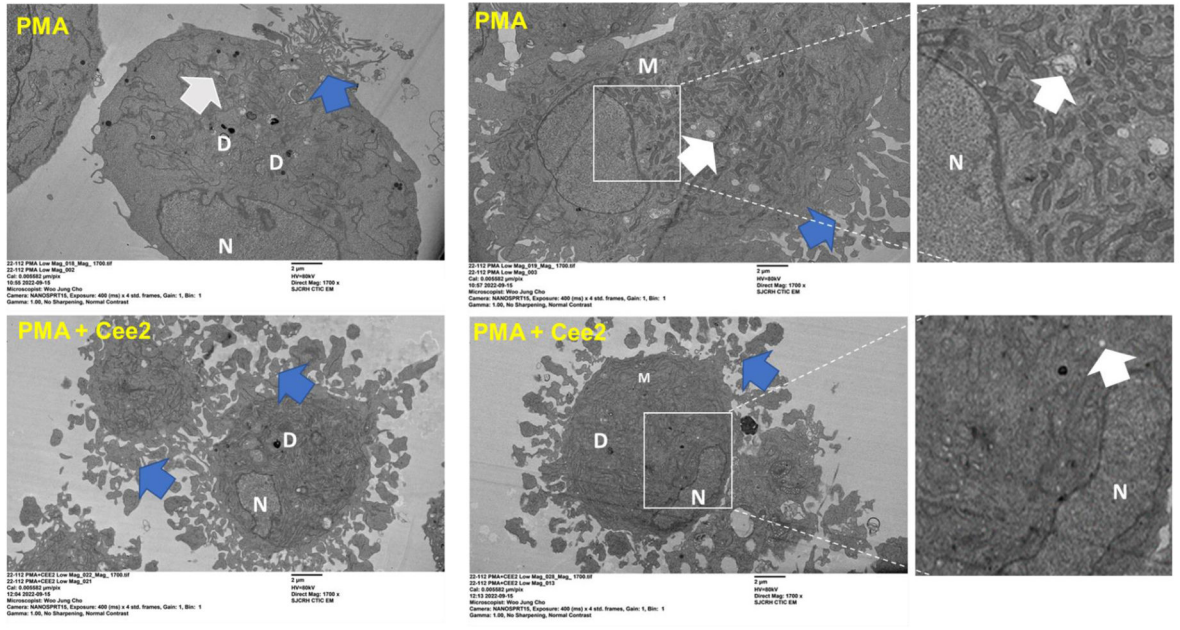 PMA
D
D
N
22-112 PMA Low Mag_018_Mag_ 1700.tif
22-112 PMA Low Mag_002
Cal: 0.005582 µm/pix
10:55 2022-09-15
Microscopist: Woo Jung Cho
Camera: NANOSPRT15, Exposure: 400 (ms) x 4 std. frames, Gain: 1, Bin: 1
Gamma: 1.00, No Sharpening, Normal Contrast
2 µm
HV=80kV
Direct Mag: 1700 x
SJCRH CTIC EM
PMA
M
22-112 PMA Low Mag_019_Mag_ 1700.tif
22-112 PMA Low Mag_003
Cal: 0.005582 µm/pix
10:57 2022-09-15
Microscopist: Woo Jung Cho
Camera: NANOSPRT15, Exposure: 400 (ms) x 4 std. frames, Gain: 1, Bin: 1
Gamma: 1.00, No Sharpening, Normal Contrast
2 µm
HV=80kV
Direct Mag: 1700 x
SJCRH CTIC EM
N
PMA + Cee2
D
N
22-112 PMA+CEE2 Low Mag_022_Mag_ 1700.tif
22-112 PMA+CEE2 Low Mag_021
Cal: 0.005582 µm/pix
12:04 2022-09-15
Microscopist: Woo Jung Cho
Camera: NANOSPRT15, Exposure: 400 (ms) x 4 std. frames, Gain: 1, Bin: 1
Gamma: 1.00, No Sharpening, Normal Contrast
2 µm
HV=80kV
Direct Mag: 1700 x
SJCRH CTIC EM
PMA + Cee2
M
D
N
22-112 PMA+CEE2 Low Mag_028_Mag_ 1700.tif
22-112 PMA+CEE2 Low Mag_013
Cal: 0.005582 µm/pix
12:13 2022-09-15
Microscopist: Woo Jung Cho
Camera: NANOSPRT15, Exposure: 400 (ms) x 4 std. frames, Gain: 1, Bin: 1
Gamma: 1.00, No Sharpening, Normal Contrast
2 µm
HV=80kV
Direct Mag: 1700 x
SJCRH CTIC EM
N